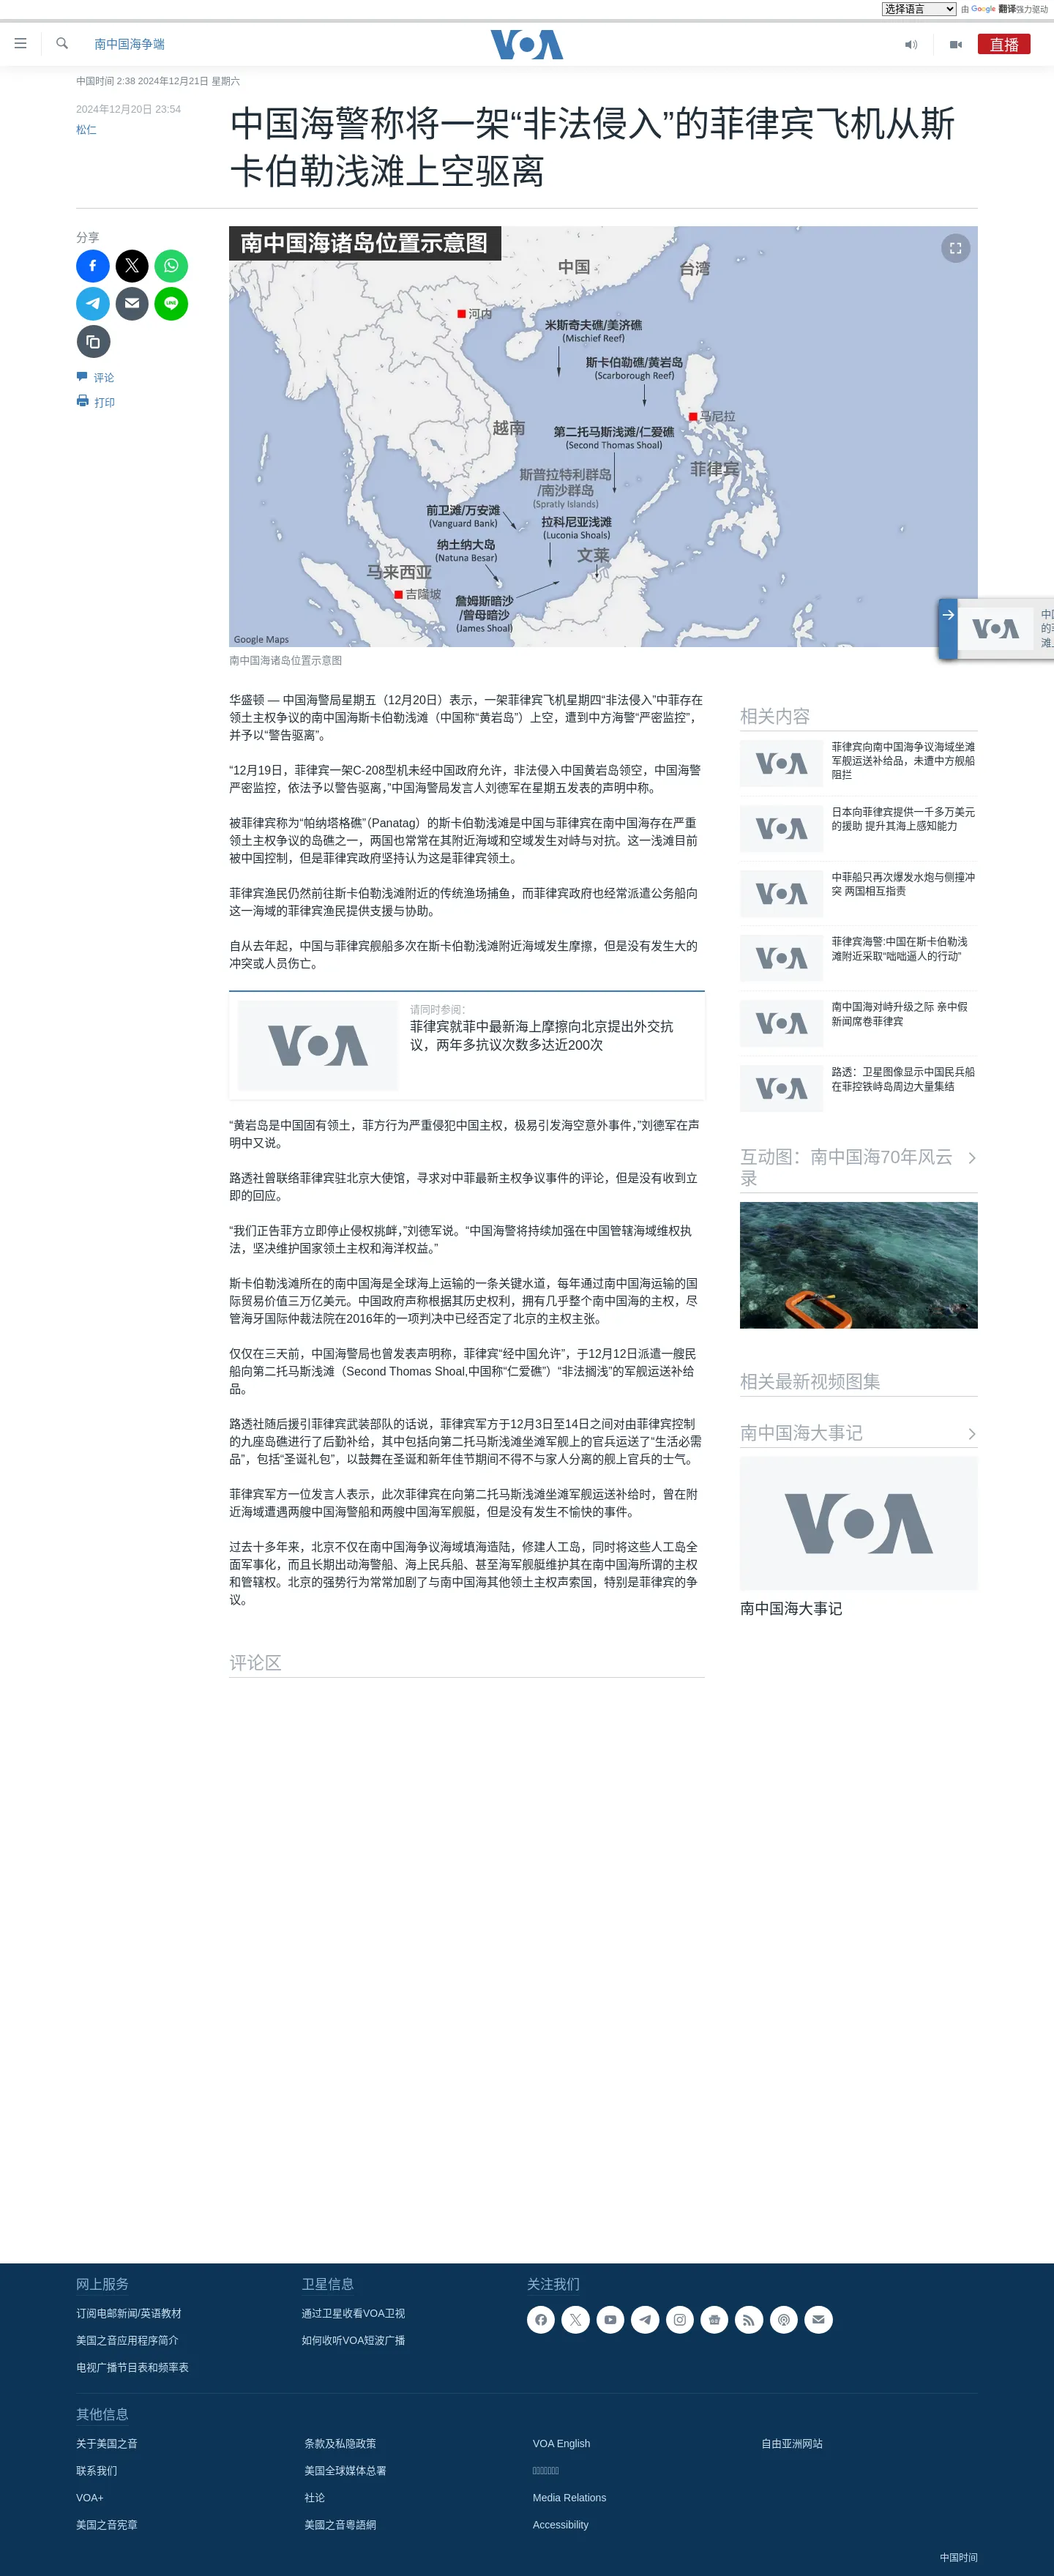 选择语言
由 Google 翻译强力驱动
南中国海争端
VOA
直播
中国时间 2:38 2024年12月21日 星期六
2024年12月20日 23:54
松仁
中国海警称将一架“非法侵入”的菲律宾飞机从斯
卡伯勒浅滩上空驱离
分享
评论
打印
南中国海诸岛位置示意图
中国
台湾
河内
米斯奇夫礁/美济礁
(Mischief Reef)
斯卡伯勒礁/黄岩岛
(Scarborough Reef)
马尼拉
越南
第二托马斯浅滩/仁爱礁
(Second Thomas Shoal)
菲律宾
斯普拉特利群岛
/南沙群岛
(Spratly Islands)
前卫滩/万安滩
(Vanguard Bank)
拉科尼亚浅滩
(Luconia Shoals)
纳土纳大岛
(Natuna Besar)
文莱
马来西亚
吉隆坡
詹姆斯暗沙
/曾母暗沙
(James Shoal)
Google Maps
南中国海诸岛位置示意图
VOA
中国
的菲
滩上
华盛顿 — 中国海警局星期五（12月20日）表示，一架菲律宾飞机星期四“非法侵入”中菲存在
领土主权争议的南中国海斯卡伯勒浅滩（中国称“黄岩岛”）上空，遭到中方海警“严密监控”，
并予以“警告驱离”。
“12月19日，菲律宾一架C-208型机未经中国政府允许，非法侵入中国黄岩岛领空，中国海警
严密监控，依法予以警告驱离，”中国海警局发言人刘德军在星期五发表的声明中称。
被菲律宾称为“帕纳塔格礁”（Panatag）的斯卡伯勒浅滩是中国与菲律宾在南中国海存在严重
领土主权争议的岛礁之一，两国也常常在其附近海域和空域发生对峙与对抗。这一浅滩目前
被中国控制，但是菲律宾政府坚持认为这是菲律宾领土。
菲律宾渔民仍然前往斯卡伯勒浅滩附近的传统渔场捕鱼，而菲律宾政府也经常派遣公务船向
这一海域的菲律宾渔民提供支援与协助。
自从去年起，中国与菲律宾舰船多次在斯卡伯勒浅滩附近海域发生摩擦，但是没有发生大的
冲突或人员伤亡。
VOA
请同时参阅：
菲律宾就菲中最新海上摩擦向北京提出外交抗
议，两年多抗议次数多达近200次
“黄岩岛是中国固有领土，菲方行为严重侵犯中国主权，极易引发海空意外事件，”刘德军在声
明中又说。
路透社曾联络菲律宾驻北京大使馆，寻求对中菲最新主权争议事件的评论，但是没有收到立
即的回应。
“我们正告菲方立即停止侵权挑衅，”刘德军说。“中国海警将持续加强在中国管辖海域维权执
法，坚决维护国家领土主权和海洋权益。”
斯卡伯勒浅滩所在的南中国海是全球海上运输的一条关键水道，每年通过南中国海运输的国
际贸易价值三万亿美元。中国政府声称根据其历史权利，拥有几乎整个南中国海的主权，尽
管海牙国际仲裁法院在2016年的一项判决中已经否定了北京的主权主张。
仅仅在三天前，中国海警局也曾发表声明称，菲律宾“经中国允许”，于12月12日派遣一艘民
船向第二托马斯浅滩（Second Thomas Shoal,中国称“仁爱礁”）“非法搁浅”的军舰运送补给
品。
路透社随后援引菲律宾武装部队的话说，菲律宾军方于12月3日至14日之间对由菲律宾控制
的九座岛礁进行了后勤补给，其中包括向第二托马斯浅滩坐滩军舰上的官兵运送了“生活必需
品”，包括“圣诞礼包”，以鼓舞在圣诞和新年佳节期间不得不与家人分离的舰上官兵的士气。
菲律宾军方一位发言人表示，此次菲律宾在向第二托马斯浅滩坐滩军舰运送补给时，曾在附
近海域遭遇两艘中国海警船和两艘中国海军舰艇，但是没有发生不愉快的事件。
过去十多年来，北京不仅在南中国海争议海域填海造陆，修建人工岛，同时将这些人工岛全
面军事化，而且长期出动海警船、海上民兵船、甚至海军舰艇维护其在南中国海所谓的主权
和管辖权。北京的强势行为常常加剧了与南中国海其他领土主权声索国，特别是菲律宾的争
议。
评论区
相关内容
VOA
菲律宾向南中国海争议海域坐滩
军舰运送补给品，未遭中方舰船
阻拦
VOA
日本向菲律宾提供一千多万美元
的援助 提升其海上感知能力
VOA
中菲船只再次爆发水炮与侧撞冲
突 两国相互指责
VOA
菲律宾海警:中国在斯卡伯勒浅
滩附近采取“咄咄逼人的行动”
VOA
南中国海对峙升级之际 亲中假
新闻席卷菲律宾
VOA
路透：卫星图像显示中国民兵船
在菲控铁峙岛周边大量集结
互动图：南中国海70年风云
录
相关最新视频图集
南中国海大事记
VOA
南中国海大事记
网上服务
订阅电邮新闻/英语教材
美国之音应用程序简介
电视广播节目表和频率表
卫星信息
通过卫星收看VOA卫视
如何收听VOA短波广播
关注我们
其他信息
关于美国之音
联系我们
VOA+
美国之音宪章
条款及私隐政策
美国全球媒体总署
社论
美國之音粵語網
VOA English
Media Relations
Accessibility
自由亚洲网站
中国时间